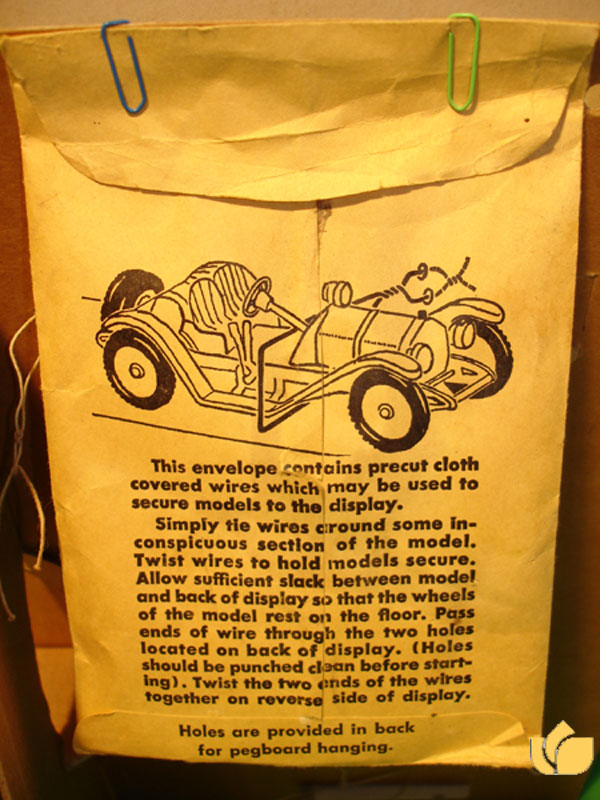 This envelope contains precut cloth
covered wires which may be used to
secure models to the display.
Simply tie wires around some in-
conspicuous section of the model.
Twist wires to hold models secure.
Allow sufficient slack between model
and back of display so that the wheels
of the model rest on the floor. Pass
ends of wire through the two holes
located on back of display. (Holes
should be punched clean before start-
ing). Twist the two ends of the wires
together on reverse side of display.
Holes are provided in back
for pegboard hanging.